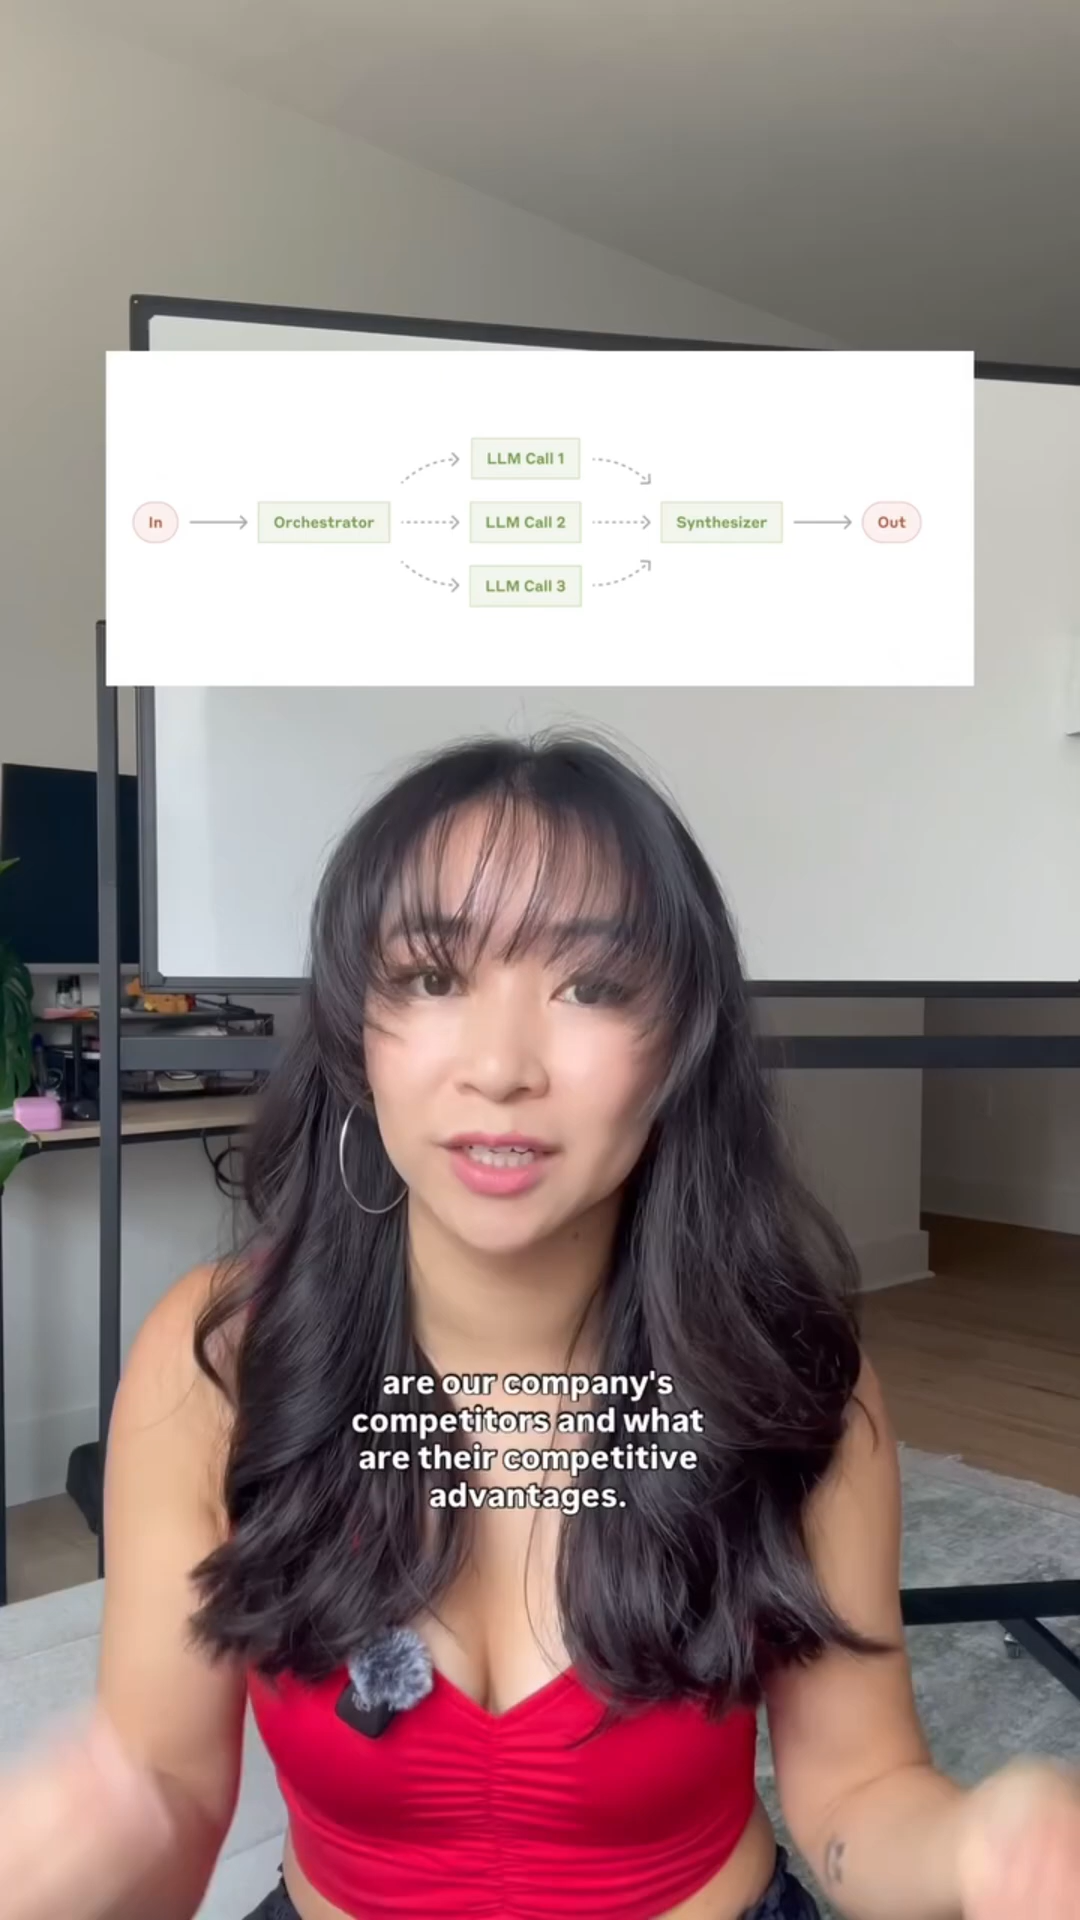 LLM Call 1
In
Orchestrator
LLM Call 2
Synthesizer
Out
LLM Call 3
are our company's
competitors and what
are their competitive
advantages.